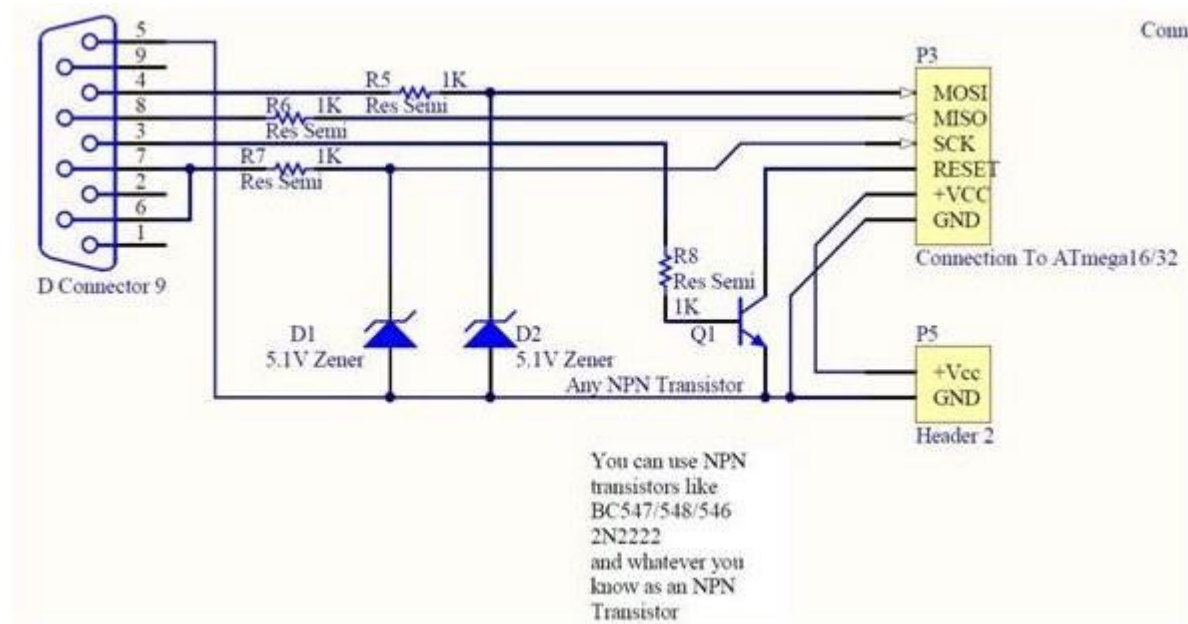 5
9
4
8
3
7
2
6
1
D Connector 9
R5 1K
Res Semi
R6 1K
Res Semi
R7 1K
Res Semi
R8
Res Semi
1K
Q1
D1
5.1V Zener
D2
5.1V Zener
Any NPN Transistor
Conn
P3
MOSI
MISO
SCK
RESET
+VCC
GND
Connection To ATmega16/32
P5
+Vcc
GND
Header 2
You can use NPN
transistors like
BC547/548/546
2N2222
and whatever you
know as an NPN
Transistor